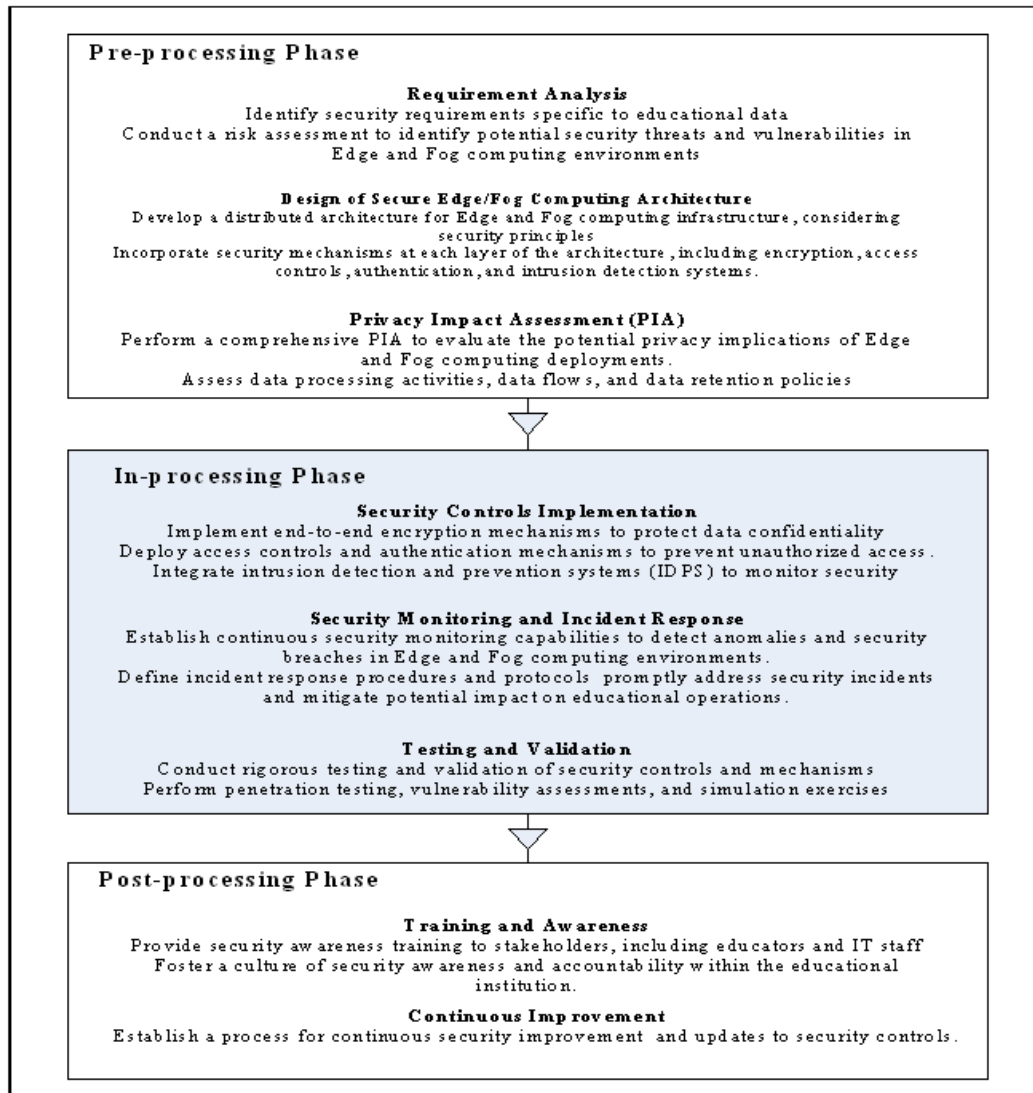 Pre-processing Phase
Requirement Analysis
Identify security requirements specific to educational data
Conduct a risk assessment to identify potential security threats and vulnerabilities in
Edge and Fog computing environments
Design of Secure Edge/Fog Computing Architecture
Develop a distributed architecture for Edge and Fog computing infrastructure, considering
security principles
Incorporate security mechanisms at each layer of the architecture, including encryption, access
controls, authentication, and intrusion detection systems.
Privacy Impact Assessment (PIA)
Perform a comprehensive PIA to evaluate the potential privacy implications of Edge
and Fog computing deployments.
Assess data processing activities, data flows, and data retention policies
In-processing Phase
Security Controls Implementation
Implement end-to-end encryption mechanisms to protect data confidentiality
Deploy access controls and authentication mechanisms to prevent unauthorized access.
Integrate intrusion detection and prevention systems (IDPS) to monitor security
Security Monitoring and Incident Response
Establish continuous security monitoring capabilities to detect anomalies and security
breaches in Edge and Fog computing environments.
Define incident response procedures and protocols promptly address security incidents
and mitigate potential impact on educational operations.
Testing and Validation
Conduct rigorous testing and validation of security controls and mechanisms
Perform penetration testing, vulnerability assessments, and simulation exercises
Post-processing Phase
Training and Awareness
Provide security awareness training to stakeholders, including educators and IT staff
Foster a culture of security awareness and accountability within the educational
institution.
Continuous Improvement
Establish a process for continuous security improvement and updates to security controls.